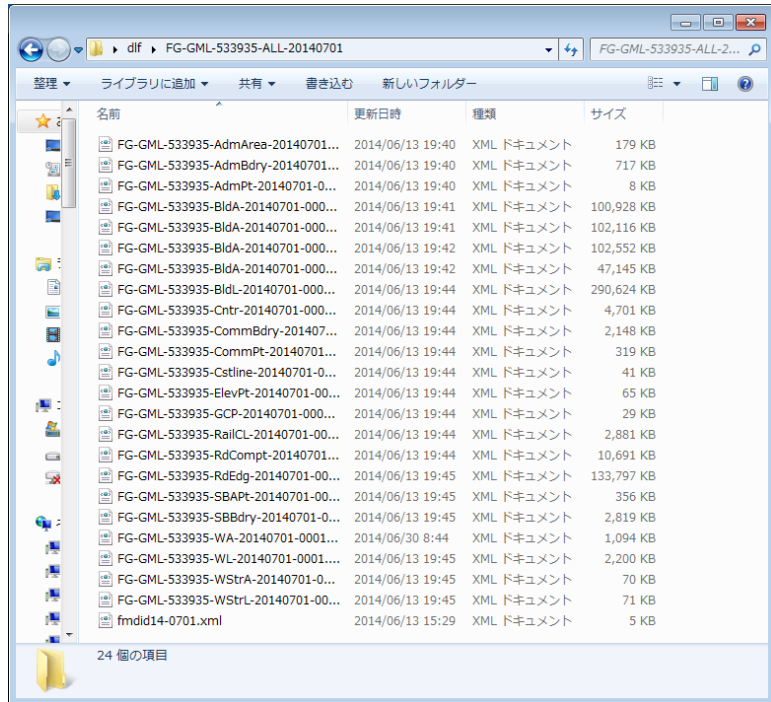 dlf FG-GML-533935-ALL-20140701 FG-GML-533935-ALL-2...
整理 ライブラリに追加 共有 書き込む 新しいフォルダー
名前 更新日時 種類 サイズ
FG-GML-533935-AdmArea-20140701... 2014/06/13 19:40 XML ドキュメント 179 KB
FG-GML-533935-AdmBdry-20140701... 2014/06/13 19:40 XML ドキュメント 717 KB
FG-GML-533935-AdmPt-20140701-0... 2014/06/13 19:40 XML ドキュメント 8 KB
FG-GML-533935-BldA-20140701-000... 2014/06/13 19:41 XML ドキュメント 100,928 KB
FG-GML-533935-BldA-20140701-000... 2014/06/13 19:41 XML ドキュメント 102,116 KB
FG-GML-533935-BldA-20140701-000... 2014/06/13 19:42 XML ドキュメント 102,552 KB
FG-GML-533935-BldA-20140701-000... 2014/06/13 19:42 XML ドキュメント 47,145 KB
FG-GML-533935-BldL-20140701-000... 2014/06/13 19:44 XML ドキュメント 290,624 KB
FG-GML-533935-Cntr-20140701-000... 2014/06/13 19:44 XML ドキュメント 4,701 KB
FG-GML-533935-CommBdry-201407... 2014/06/13 19:44 XML ドキュメント 2,148 KB
FG-GML-533935-CommPt-20140701... 2014/06/13 19:44 XML ドキュメント 319 KB
FG-GML-533935-Cstline-20140701-0... 2014/06/13 19:44 XML ドキュメント 41 KB
FG-GML-533935-ElevPt-20140701-00... 2014/06/13 19:44 XML ドキュメント 65 KB
FG-GML-533935-GCP-20140701-000... 2014/06/13 19:44 XML ドキュメント 29 KB
FG-GML-533935-RailCL-20140701-00... 2014/06/13 19:44 XML ドキュメント 2,881 KB
FG-GML-533935-RdCompt-20140701... 2014/06/13 19:44 XML ドキュメント 10,691 KB
FG-GML-533935-RdEdg-20140701-00... 2014/06/13 19:45 XML ドキュメント 133,797 KB
FG-GML-533935-SBAPt-20140701-00... 2014/06/13 19:45 XML ドキュメント 356 KB
FG-GML-533935-SBBdry-20140701-0... 2014/06/13 19:45 XML ドキュメント 2,819 KB
FG-GML-533935-WA-20140701-0001... 2014/06/30 8:44 XML ドキュメント 1,094 KB
FG-GML-533935-WL-20140701-0001.... 2014/06/13 19:45 XML ドキュメント 2,200 KB
FG-GML-533935-WStrA-20140701-0... 2014/06/13 19:45 XML ドキュメント 70 KB
FG-GML-533935-WStrL-20140701-00... 2014/06/13 19:45 XML ドキュメント 71 KB
fmdid14-0701.xml 2014/06/13 15:29 XML ドキュメント 5 KB
24 個の項目